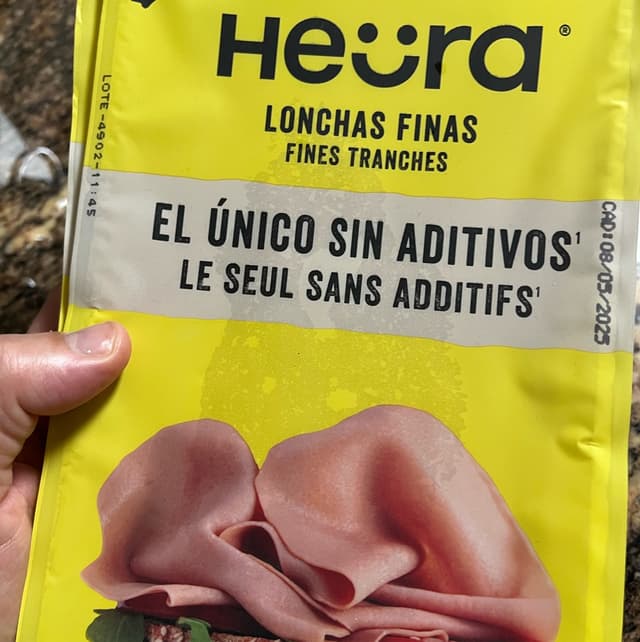 Heüra®
LONCHAS FINAS
FINES TRANCHES
EL ÚNICO SIN ADITIVOS¹
LE SEUL SANS ADDITIFS¹
LOTE-4902-11:45
CAD:08/05/2025